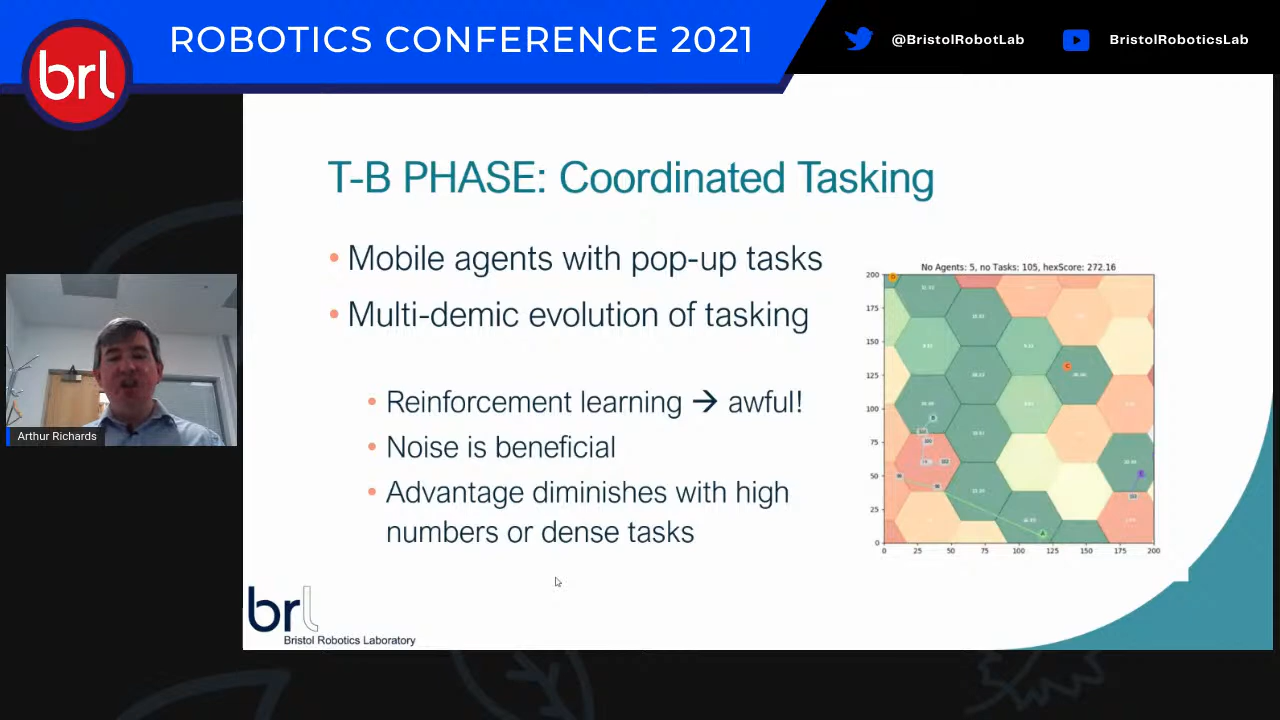 ROBOTICS CONFERENCE 2021
@BristolRobotLab
BristolRoboticsLab
brl
T-B PHASE: Coordinated Tasking
• Mobile agents with pop-up tasks
• Multi-demic evolution of tasking
• Reinforcement learning → awful!
• Noise is beneficial
• Advantage diminishes with high
numbers or dense tasks
No Agents: 5, no Tasks: 105, hexScore: 272.16
200
175
150
125
100
75
50
25
0
0 25 50 75 100 125 150 175 200
Arthur Richards
brl
Bristol Robotics Laboratory